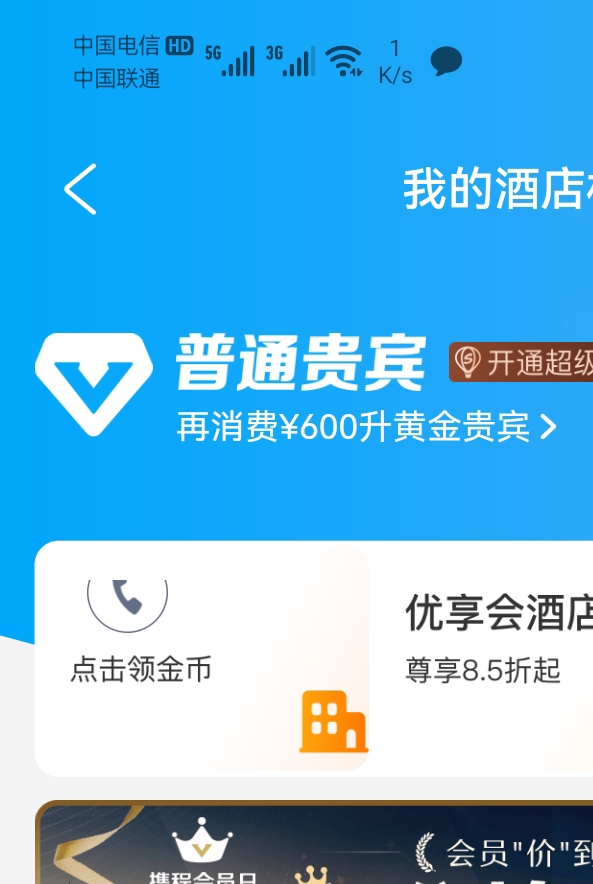 中国电信 HD 5G 3G 1
中国联通 K/s
我的酒店
普通贵宾 开通超级
再消费¥600升黄金贵宾
优享会酒店
点击领金币
尊享8.5折起
会员"价"到
携程会员日